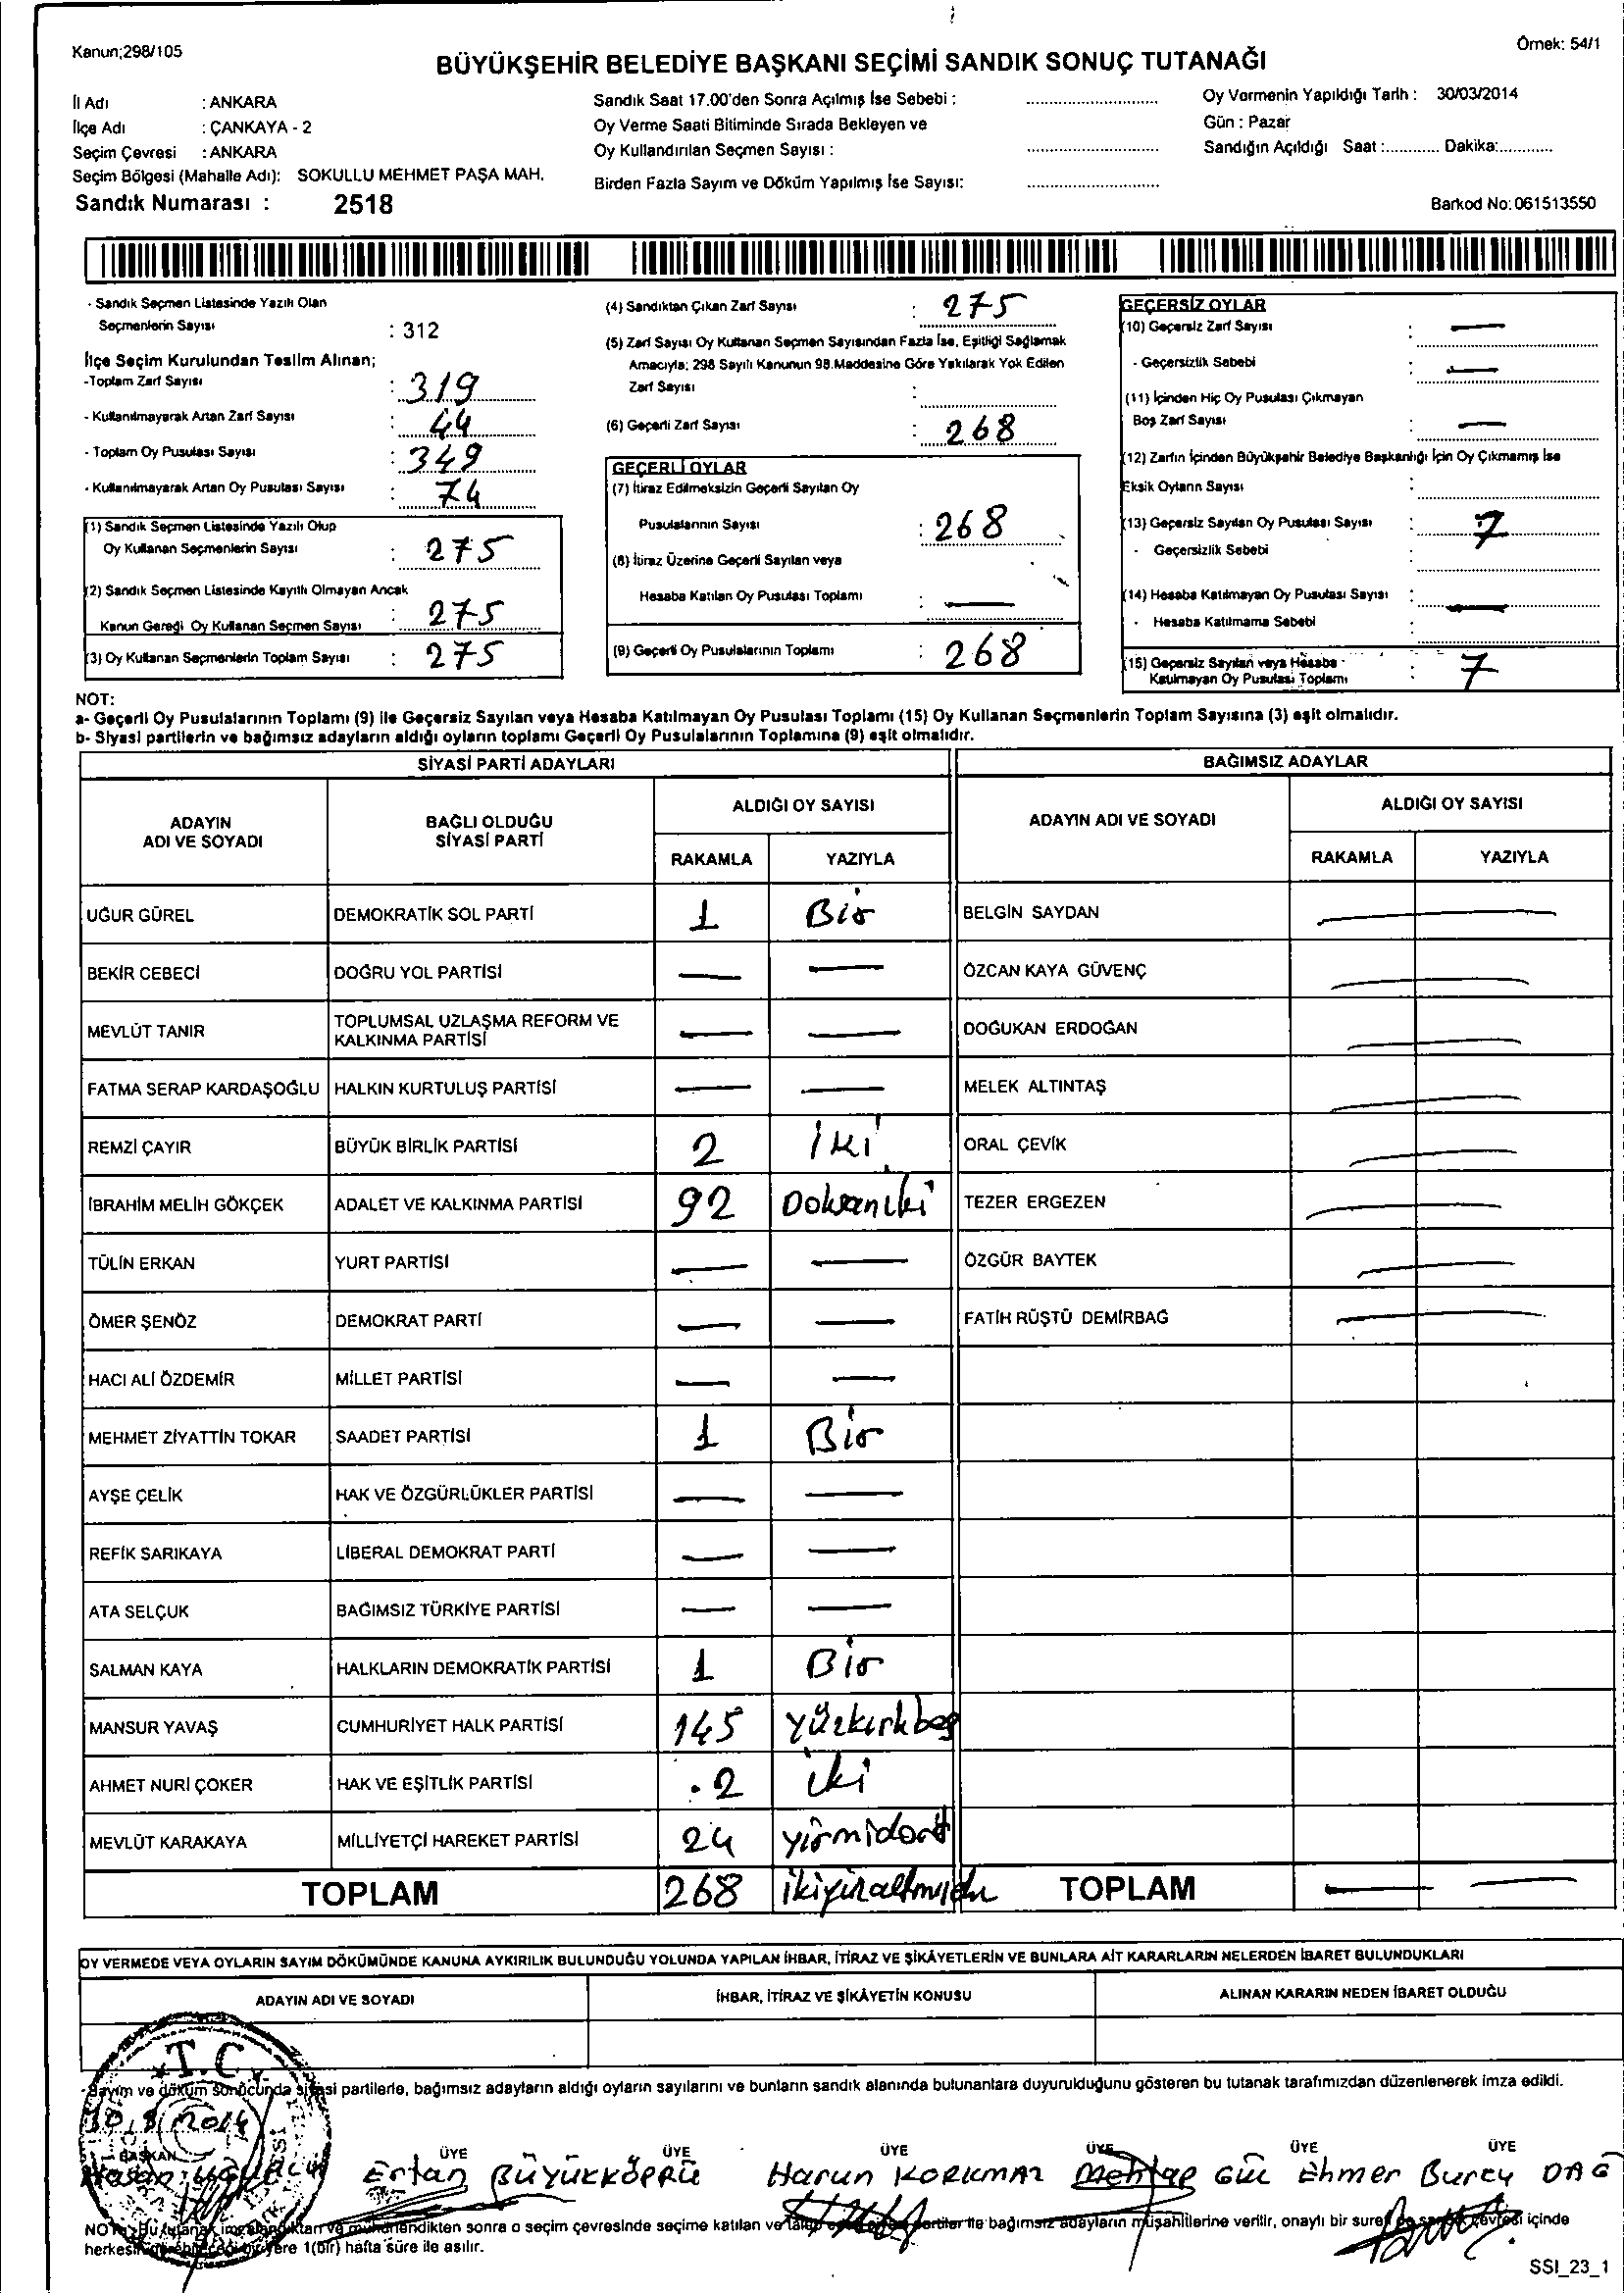 Kanun;298/105
Örnek: 54/1
BÜYÜKŞEHİR BELEDİYE BAŞKANI SEÇİMİ SANDIK SONUÇ TUTANAĞI
İl Adı : ANKARA
İlçe Adı : ÇANKAYA - 2
Seçim Çevresi : ANKARA
Seçim Bölgesi (Mahalle Adı): SOKULLU MEHMET PAŞA MAH.
Sandık Numarası : 2518
Sandık Saat 17.00'den Sonra Açılmış İse Sebebi :
Oy Verme Saati Bitiminde Sırada Bekleyen ve
Oy Kullandırılan Seçmen Sayısı :
Birden Fazla Sayım ve Döküm Yapılmış İse Sayısı:
Oy Vermenin Yapıldığı Tarih : 30/03/2014
Gün : Pazar
Sandığın Açıldığı Saat :............ Dakika:............
Barkod No: 061513550
- Sandık Seçmen Listesinde Yazılı Olan
Seçmenlerin Sayısı : 312
İlçe Seçim Kurulundan Teslim Alınan;
-Toplam Zarf Sayısı : 319
- Kullanılmayarak Artan Zarf Sayısı : 44
- Toplam Oy Pusulası Sayısı : 349
- Kullanılmayarak Artan Oy Pusulası Sayısı : 74
(1) Sandık Seçmen Listesinde Yazılı Olup
Oy Kullanan Seçmenlerin Sayısı : 275
(2) Sandık Seçmen Listesinde Kayıtlı Olmayan Ancak
Kanun Gereği Oy Kullanan Seçmen Sayısı : 275
(3) Oy Kullanan Seçmenlerin Toplam Sayısı : 275
(4) Sandıktan Çıkan Zarf Sayısı : 275
(5) Zarf Sayısı Oy Kullanan Seçmen Sayısından Fazla İse, Eşitliği Sağlamak
Amacıyla; 298 Sayılı Kanunun 98.Maddesine Göre Yakılarak Yok Edilen
Zarf Sayısı :
(6) Geçerli Zarf Sayısı : 268
GEÇERLİ OYLAR
(7) İtiraz Edilmeksizin Geçerli Sayılan Oy
Pusulalarının Sayısı : 268
(8) İtiraz Üzerine Geçerli Sayılan veya
Hesaba Katılan Oy Pusulası Toplamı : —
(9) Geçerli Oy Pusulalarının Toplamı : 268
GEÇERSİZ OYLAR
(10) Geçersiz Zarf Sayısı : —
- Geçersizlik Sebebi : —
(11) İçinden Hiç Oy Pusulası Çıkmayan
Boş Zarf Sayısı : —
(12) Zarfın İçinden Büyükşehir Belediye Başkanlığı İçin Oy Çıkmamış İse
Eksik Oyların Sayısı :
(13) Geçersiz Sayılan Oy Pusulası Sayısı : 7
- Geçersizlik Sebebi :
(14) Hesaba Katılmayan Oy Pusulası Sayısı : —
- Hesaba Katılmama Sebebi :
(15) Geçersiz Sayılan veya Hesaba
Katılmayan Oy Pusulası Toplamı : 7
NOT:
a- Geçerli Oy Pusulalarının Toplamı (9) ile Geçersiz Sayılan veya Hesaba Katılmayan Oy Pusulası Toplamı (15) Oy Kullanan Seçmenlerin Toplam Sayısına (3) eşit olmalıdır.
b- Siyasi partilerin ve bağımsız adayların aldığı oyların toplamı Geçerli Oy Pusulalarının Toplamına (9) eşit olmalıdır.
SİYASİ PARTİ ADAYLARI
ADAYIN ADI VE SOYADI
BAĞLI OLDUĞU SİYASİ PARTİ
ALDIĞI OY SAYISI
RAKAMLA YAZIYLA
UĞUR GÜREL DEMOKRATİK SOL PARTİ 1 Bir
BEKİR CEBECİ DOĞRU YOL PARTİSİ — —
MEVLÜT TANIR TOPLUMSAL UZLAŞMA REFORM VE KALKINMA PARTİSİ — —
FATMA SERAP KARDAŞOĞLU HALKIN KURTULUŞ PARTİSİ — —
REMZİ ÇAYIR BÜYÜK BİRLİK PARTİSİ 2 iki
İBRAHİM MELİH GÖKÇEK ADALET VE KALKINMA PARTİSİ 92 Doksaniki
TÜLİN ERKAN YURT PARTİSİ — —
ÖMER ŞENÖZ DEMOKRAT PARTİ — —
HACI ALİ ÖZDEMİR MİLLET PARTİSİ — —
MEHMET ZİYATTİN TOKAR SAADET PARTİSİ 1 Bir
AYŞE ÇELİK HAK VE ÖZGÜRLÜKLER PARTİSİ — —
REFİK SARIKAYA LİBERAL DEMOKRAT PARTİ — —
ATA SELÇUK BAĞIMSIZ TÜRKİYE PARTİSİ — —
SALMAN KAYA HALKLARIN DEMOKRATİK PARTİSİ 1 Bir
MANSUR YAVAŞ CUMHURİYET HALK PARTİSİ 145 yüzkırkbeş
AHMET NURİ ÇOKER HAK VE EŞİTLİK PARTİSİ 2 iki
MEVLÜT KARAKAYA MİLLİYETÇİ HAREKET PARTİSİ 24 yirmidört
TOPLAM 268
BAĞIMSIZ ADAYLAR
ADAYIN ADI VE SOYADI
ALDIĞI OY SAYISI
RAKAMLA YAZIYLA
BELGİN SAYDAN —
ÖZCAN KAYA GÜVENÇ —
DOĞUKAN ERDOĞAN —
MELEK ALTINTAŞ —
ORAL ÇEVİK —
TEZER ERGEZEN —
ÖZGÜR BAYTEK —
FATİH RÜŞTÜ DEMİRBAĞ —
TOPLAM — —
OY VERMEDE VEYA OYLARIN SAYIM DÖKÜMÜNDE KANUNA AYKIRILIK BULUNDUĞU YOLUNDA YAPILAN İHBAR, İTİRAZ VE ŞİKÂYETLERİN VE BUNLARA AİT KARARLARIN NELERDEN İBARET BULUNDUKLARI
ADAYIN ADI VE SOYADI
İHBAR, İTİRAZ VE ŞİKÂYETİN KONUSU
ALINAN KARARIN NEDEN İBARET OLDUĞU
T.C.
Sayım ve döküm sonucunda siyasi partilerle, bağımsız adayların aldığı oyların sayılarını ve bunların sandık alanında bulunanlara duyurulduğunu gösteren bu tutanak tarafımızdan düzenlenerek imza edildi.
2014
BAŞKAN ÜYE ÜYE ÜYE ÜYE ÜYE ÜYE
Hasan Ertan BÜYÜKKÖPRÜ Harun KORKMAZ Mehtap GÜL Ehmer Burcy DAG
NOT: Bu tutanak imzalandıktan ve mühürlendikten sonra o seçim çevresinde seçime katılan ve partiler ile bağımsız adayların müşahitlerine verilir, onaylı bir sureti de seçim çevresi içinde
herkesin görebileceği bir yere 1(bir) hafta süre ile asılır.
SSI_23_1